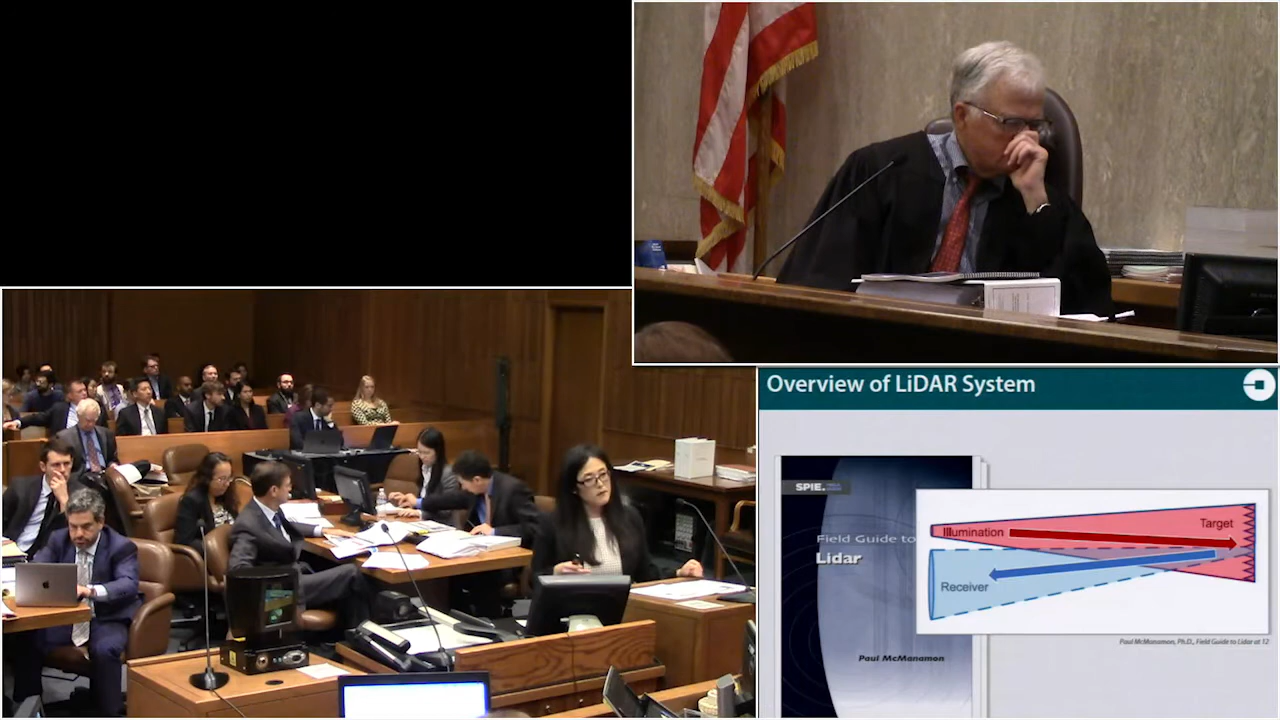 Overview of LiDAR System
SPIE.
Field Guide to
Lidar
Paul McManamon
Illumination
Target
Receiver
Paul McManamon, Ph.D., Field Guide to Lidar at 12